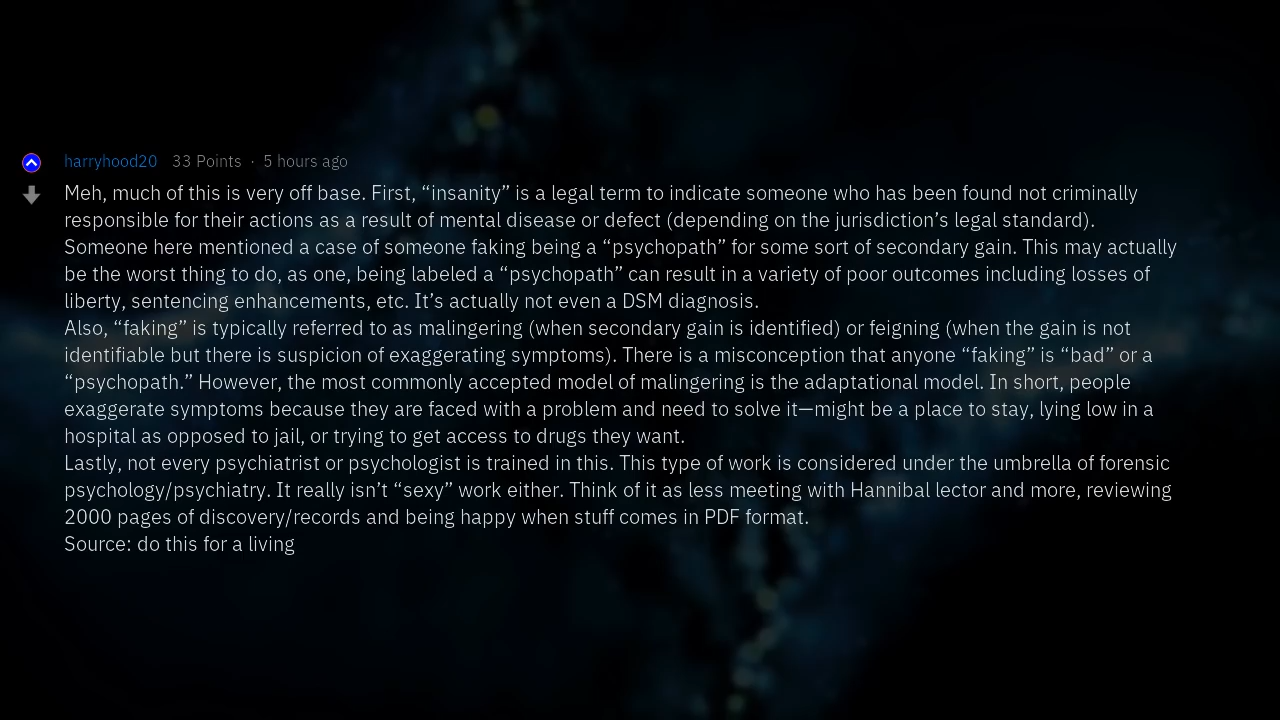 harryhood20 33 Points · 5 hours ago
Meh, much of this is very off base. First, “insanity” is a legal term to indicate someone who has been found not criminally
responsible for their actions as a result of mental disease or defect (depending on the jurisdiction’s legal standard).
Someone here mentioned a case of someone faking being a “psychopath” for some sort of secondary gain. This may actually
be the worst thing to do, as one, being labeled a “psychopath” can result in a variety of poor outcomes including losses of
liberty, sentencing enhancements, etc. It’s actually not even a DSM diagnosis.
Also, “faking” is typically referred to as malingering (when secondary gain is identified) or feigning (when the gain is not
identifiable but there is suspicion of exaggerating symptoms). There is a misconception that anyone “faking” is “bad” or a
“psychopath.” However, the most commonly accepted model of malingering is the adaptational model. In short, people
exaggerate symptoms because they are faced with a problem and need to solve it—might be a place to stay, lying low in a
hospital as opposed to jail, or trying to get access to drugs they want.
Lastly, not every psychiatrist or psychologist is trained in this. This type of work is considered under the umbrella of forensic
psychology/psychiatry. It really isn’t “sexy” work either. Think of it as less meeting with Hannibal lector and more, reviewing
2000 pages of discovery/records and being happy when stuff comes in PDF format.
Source: do this for a living